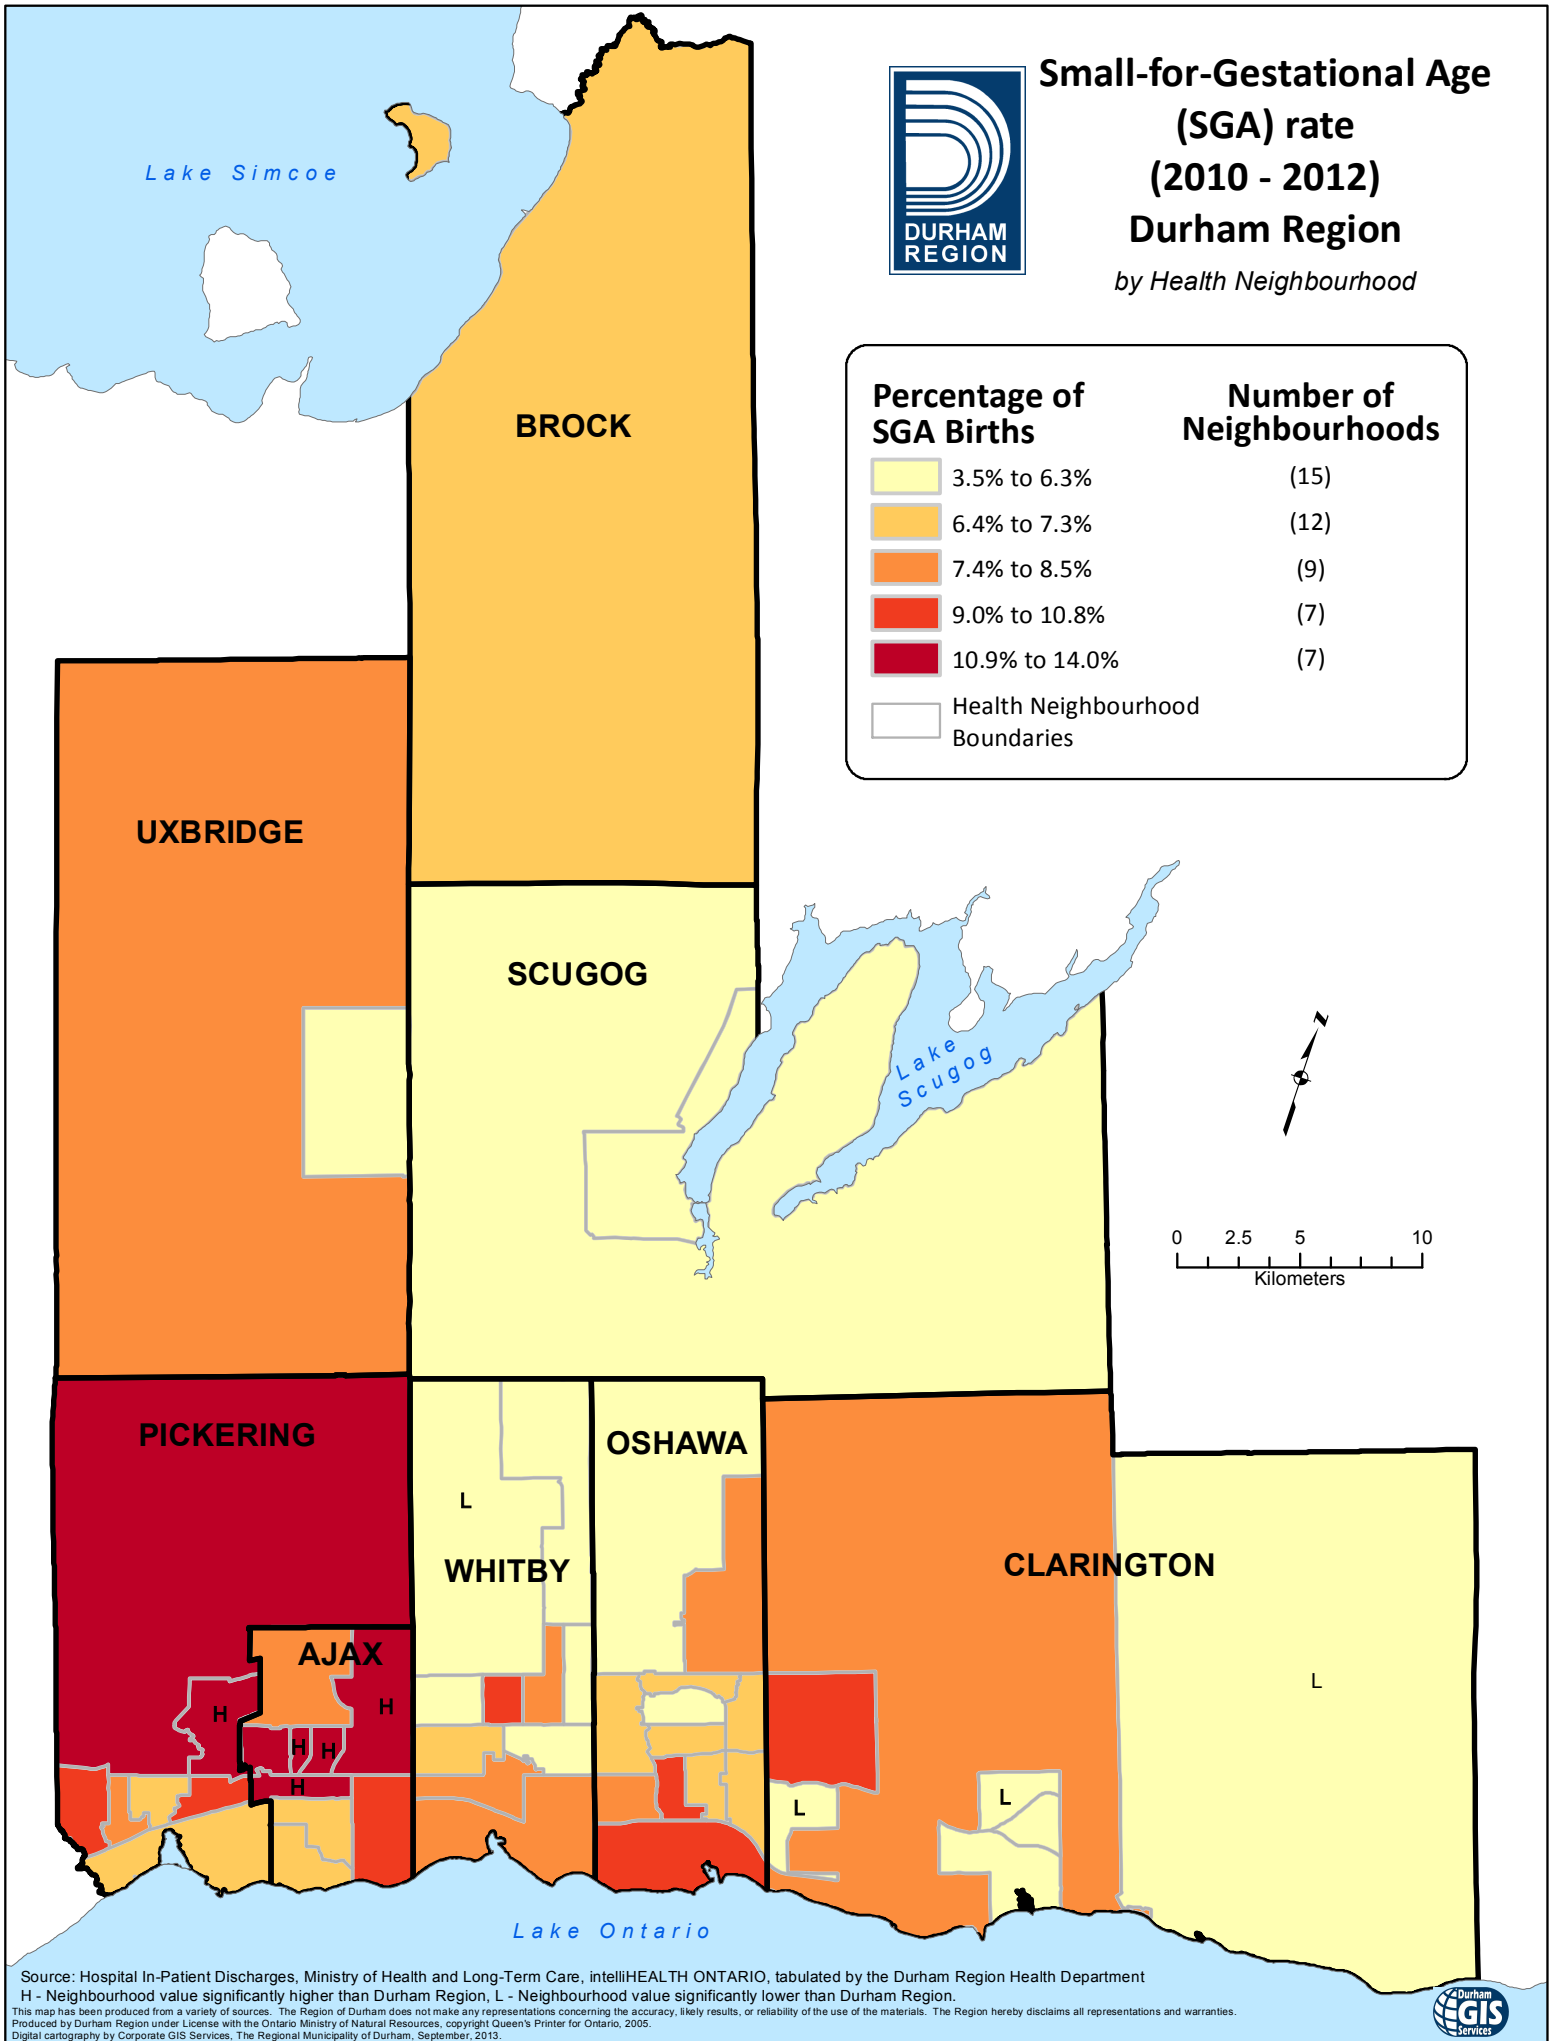 Small-for-Gestational Age
(SGA) rate
(2010 - 2012)
Durham Region
by Health Neighbourhood
DURHAM
REGION
Lake Simcoe
BROCK
Percentage of
SGA Births
Number of
Neighbourhoods
3.5% to 6.3% (15)
6.4% to 7.3% (12)
7.4% to 8.5% (9)
9.0% to 10.8% (7)
10.9% to 14.0% (7)
Health Neighbourhood
Boundaries
UXBRIDGE
SCUGOG
Lake
Scugog
N
0 2.5 5 10
Kilometers
PICKERING
OSHAWA
L
WHITBY
CLARINGTON
AJAX
L
H
H
H
H
H
L
L
Lake Ontario
Source: Hospital In-Patient Discharges, Ministry of Health and Long-Term Care, intelliHEALTH ONTARIO, tabulated by the Durham Region Health Department
H - Neighbourhood value significantly higher than Durham Region, L - Neighbourhood value significantly lower than Durham Region.
This map has been produced from a variety of sources. The Region of Durham does not make any representations concerning the accuracy, likely results, or reliability of the use of the materials. The Region hereby disclaims all representations and warranties.
Produced by Durham Region under License with the Ontario Ministry of Natural Resources, copyright Queen's Printer for Ontario, 2005.
Digital cartography by Corporate GIS Services, The Regional Municipality of Durham, September, 2013.
Durham
GIS
Services